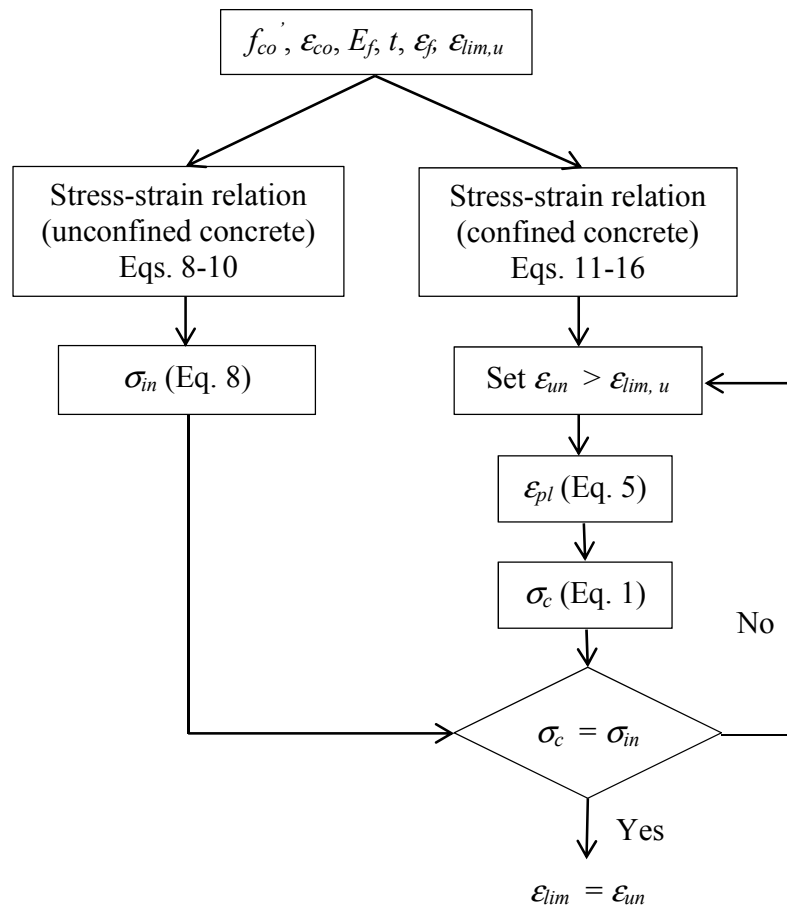 f_co', ε_co, E_f, t, ε_f, ε_lim,u
Stress-strain relation
(unconfined concrete)
Eqs. 8-10
Stress-strain relation
(confined concrete)
Eqs. 11-16
σ_in (Eq. 8)
Set ε_un > ε_lim, u
ε_pl (Eq. 5)
σ_c (Eq. 1)
No
σ_c = σ_in
Yes
ε_lim = ε_un